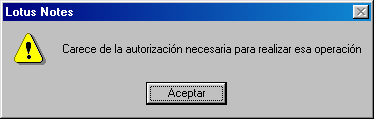 Lotus Notes
Carece de la autorización necesaria para realizar esa operación
Aceptar